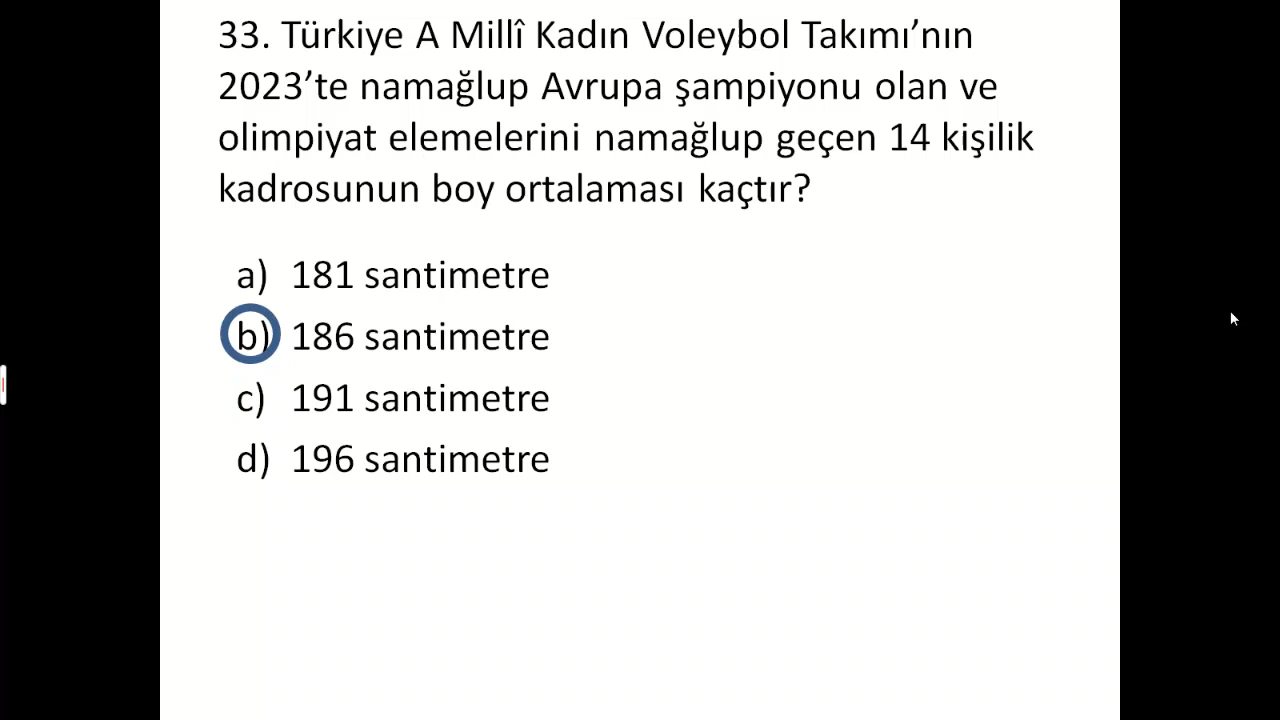 33. Türkiye A Millî Kadın Voleybol Takımı’nın
2023’te namağlup Avrupa şampiyonu olan ve
olimpiyat elemelerini namağlup geçen 14 kişilik
kadrosunun boy ortalaması kaçtır?
a) 181 santimetre
b) 186 santimetre
c) 191 santimetre
d) 196 santimetre